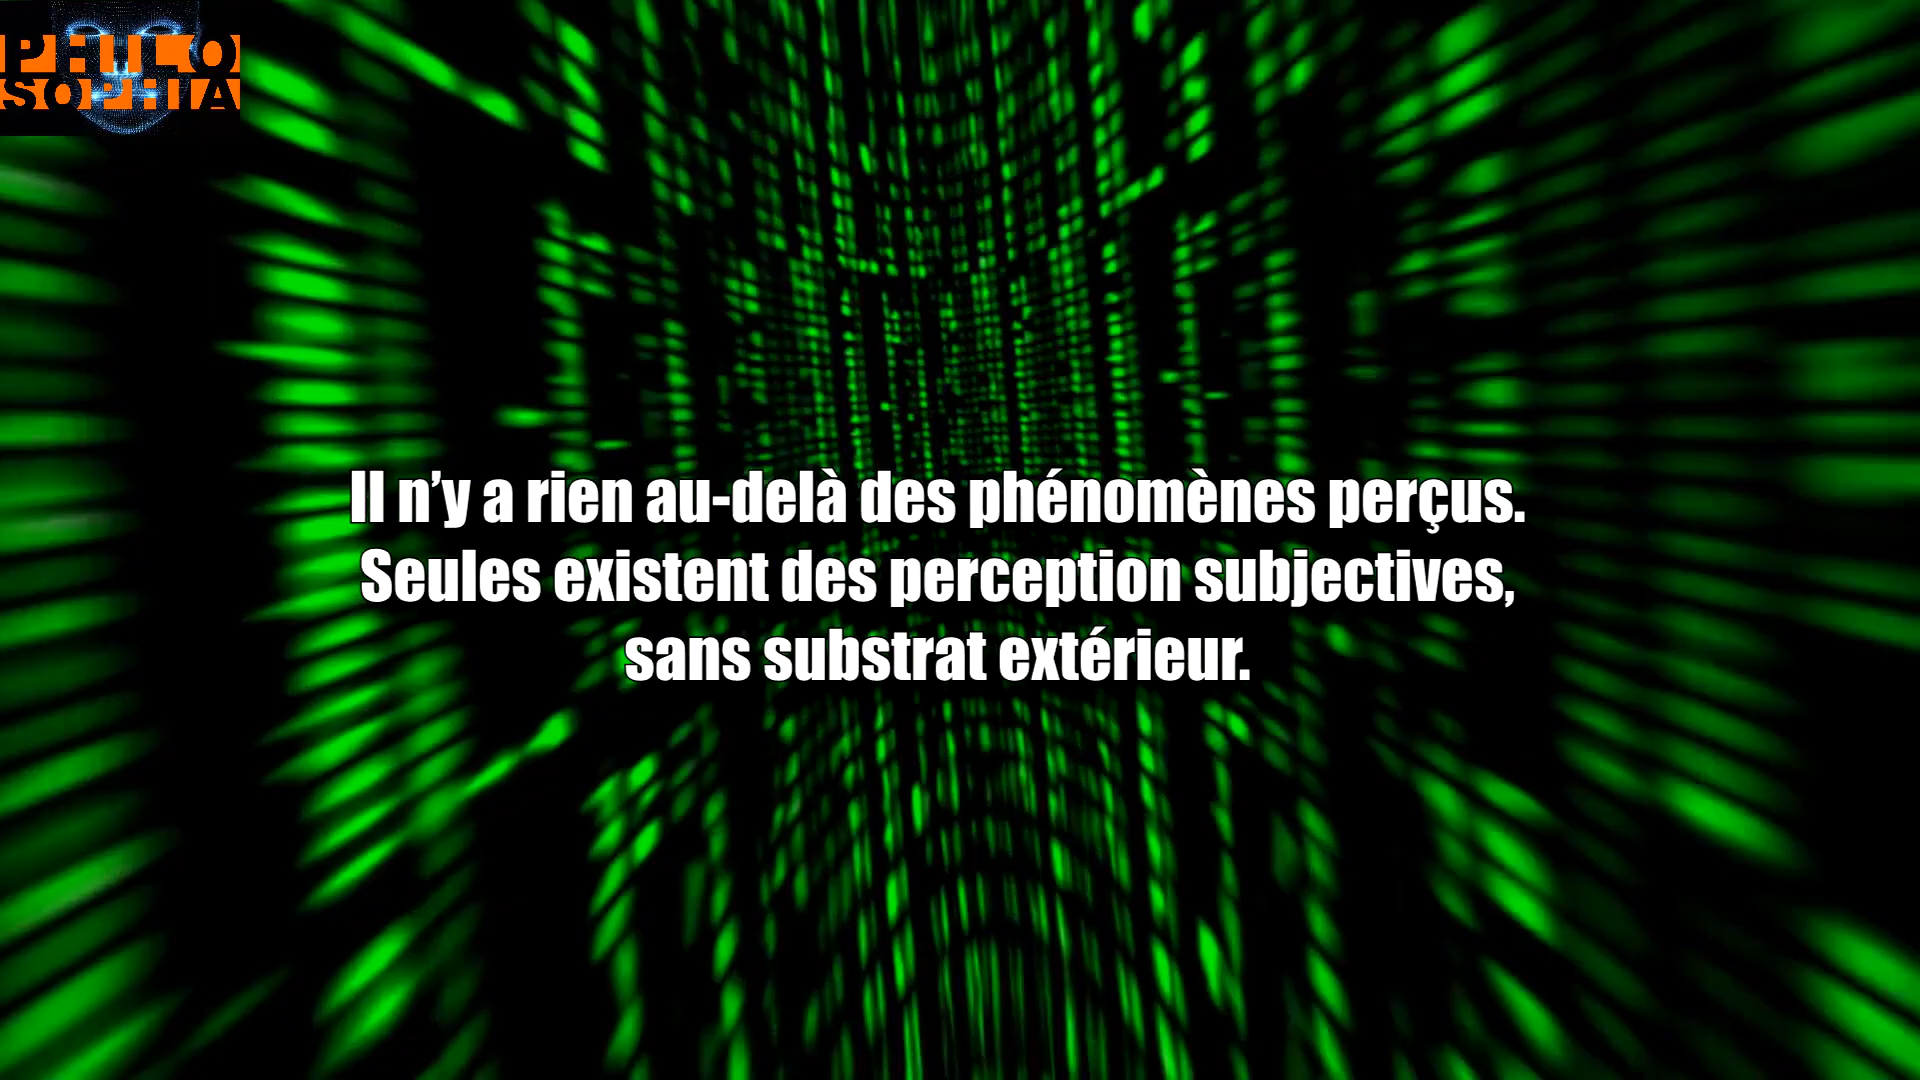 PHILO
SOPHIA
Il n’y a rien au-delà des phénomènes perçus.
Seules existent des perception subjectives,
sans substrat extérieur.